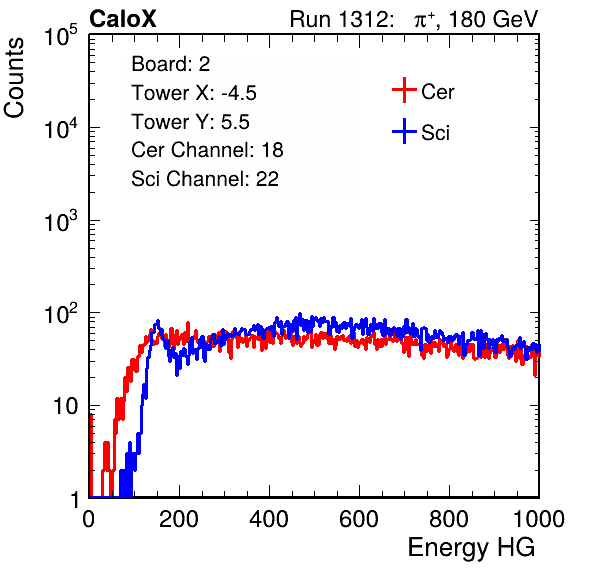 CaloX Run 1312: π⁺, 180 GeV
Board: 2
Tower X: -4.5
Tower Y: 5.5
Cer Channel: 18
Sci Channel: 22
Cer
Sci
Counts
10⁵
10⁴
10³
10²
10
1
0 200 400 600 800 1000
Energy HG